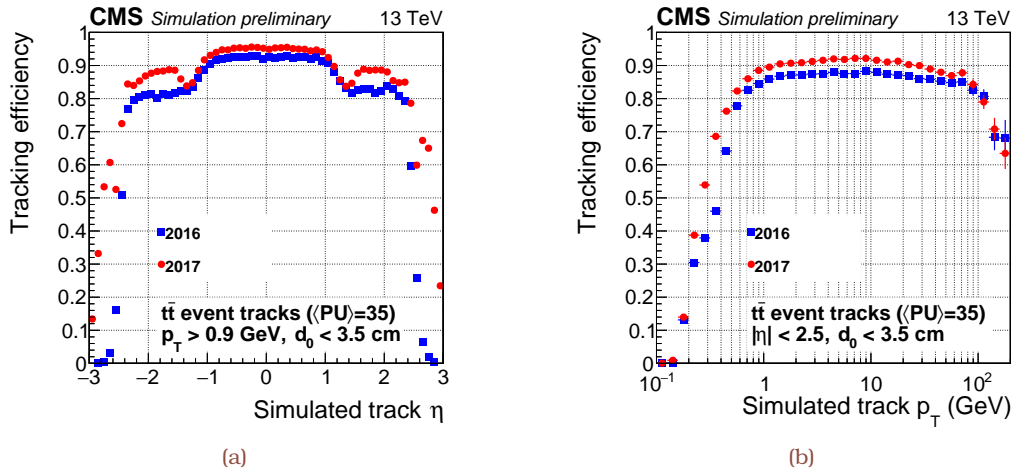 CMS Simulation preliminary 13 TeV
Tracking efficiency
1
0.9
0.8
0.7
0.6
0.5
0.4
0.3
0.2
0.1
0
2016
2017
tt̄ event tracks (⟨PU⟩=35)
p_T > 0.9 GeV, d_0 < 3.5 cm
−3 −2 −1 0 1 2 3
Simulated track η
(a)
CMS Simulation preliminary 13 TeV
Tracking efficiency
1
0.9
0.8
0.7
0.6
0.5
0.4
0.3
0.2
0.1
0
2016
2017
tt̄ event tracks (⟨PU⟩=35)
|η| < 2.5, d_0 < 3.5 cm
10^−1 1 10 10^2
Simulated track p_T (GeV)
(b)